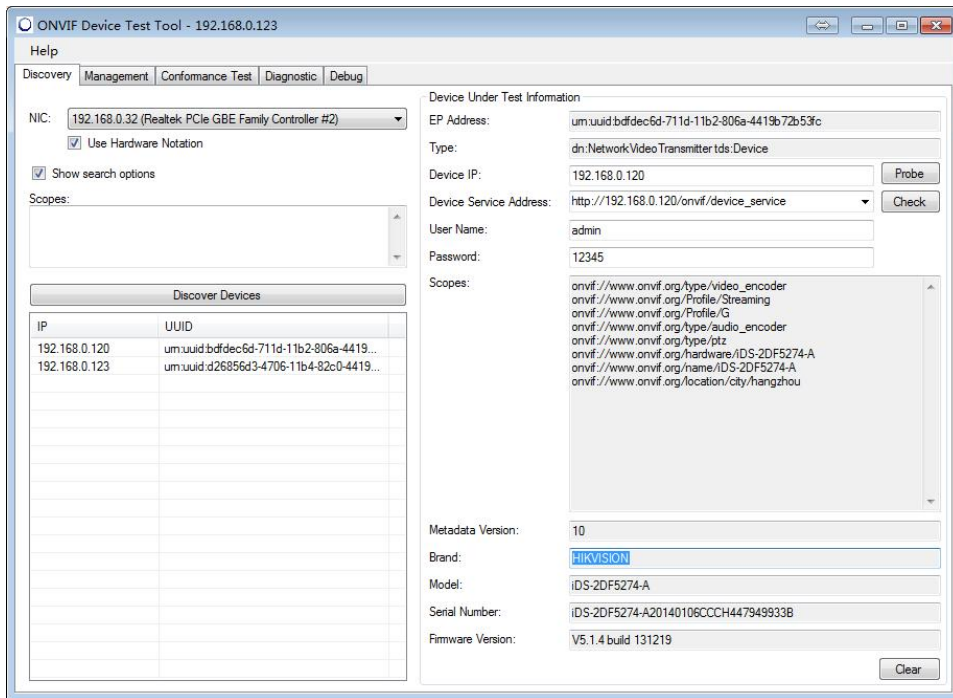 ONVIF Device Test Tool - 192.168.0.123
Help
Discovery Management Conformance Test Diagnostic Debug
NIC: 192.168.0.32 (Realtek PCIe GBE Family Controller #2)
Use Hardware Notation
Show search options
Scopes:
Discover Devices
IP UUID
192.168.0.120 urn:uuid:bdfdec6d-711d-11b2-806a-4419...
192.168.0.123 urn:uuid:d26856d3-4706-11b4-82c0-4419...
Device Under Test Information
EP Address: urn:uuid:bdfdec6d-711d-11b2-806a-4419b72b53fc
Type: dn:NetworkVideoTransmitter tds:Device
Device IP: 192.168.0.120 Probe
Device Service Address: http://192.168.0.120/onvif/device_service Check
User Name: admin
Password: 12345
Scopes: onvif://www.onvif.org/type/video_encoder
onvif://www.onvif.org/Profile/Streaming
onvif://www.onvif.org/Profile/G
onvif://www.onvif.org/type/audio_encoder
onvif://www.onvif.org/type/ptz
onvif://www.onvif.org/hardware/iDS-2DF5274-A
onvif://www.onvif.org/name/iDS-2DF5274-A
onvif://www.onvif.org/location/city/hangzhou
Metadata Version: 10
Brand: HIKVISION
Model: iDS-2DF5274-A
Serial Number: iDS-2DF5274-A20140106CCCH447949933B
Firmware Version: V5.1.4 build 131219
Clear